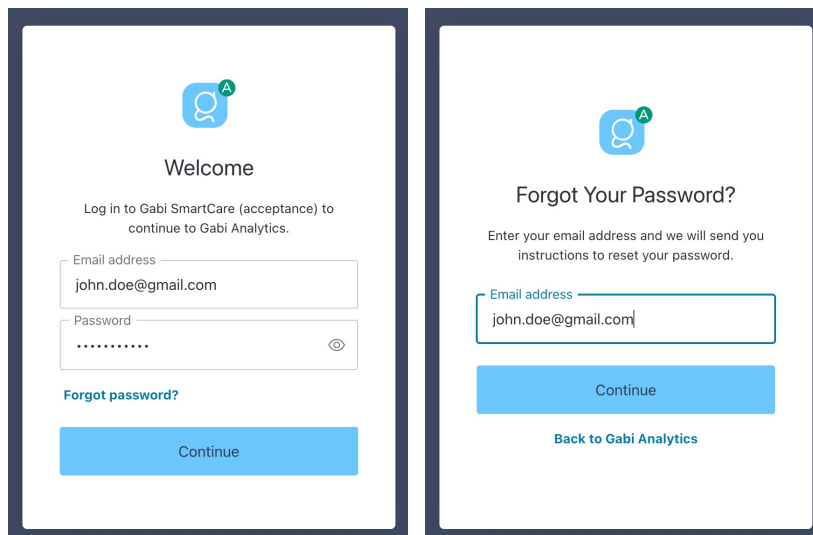 A
Welcome
Log in to Gabi SmartCare (acceptance) to
continue to Gabi Analytics.
Email address
john.doe@gmail.com
Password
•••••••••••
Forgot password?
Continue
A
Forgot Your Password?
Enter your email address and we will send you
instructions to reset your password.
Email address
john.doe@gmail.com
Continue
Back to Gabi Analytics